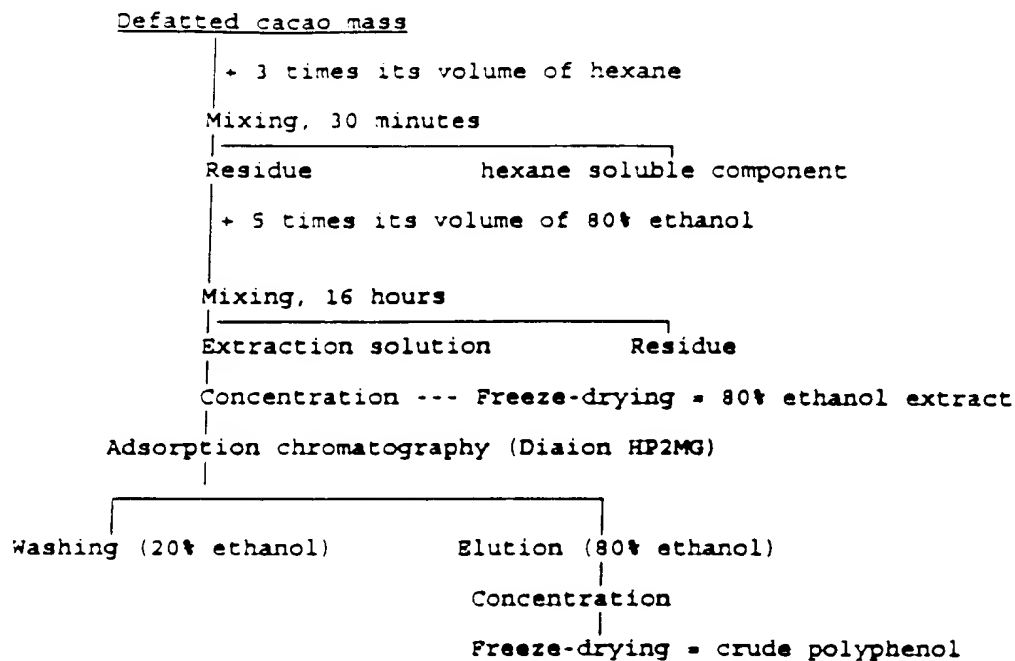 Defatted cacao mass
+ 3 times its volume of hexane
Mixing, 30 minutes
Residue hexane soluble component
+ 5 times its volume of 80% ethanol
Mixing, 16 hours
Extraction solution Residue
Concentration --- Freeze-drying = 80% ethanol extract
Adsorption chromatography (Diaion HP2MG)
Washing (20% ethanol) Elution (80% ethanol)
Concentration
Freeze-drying = crude polyphenol